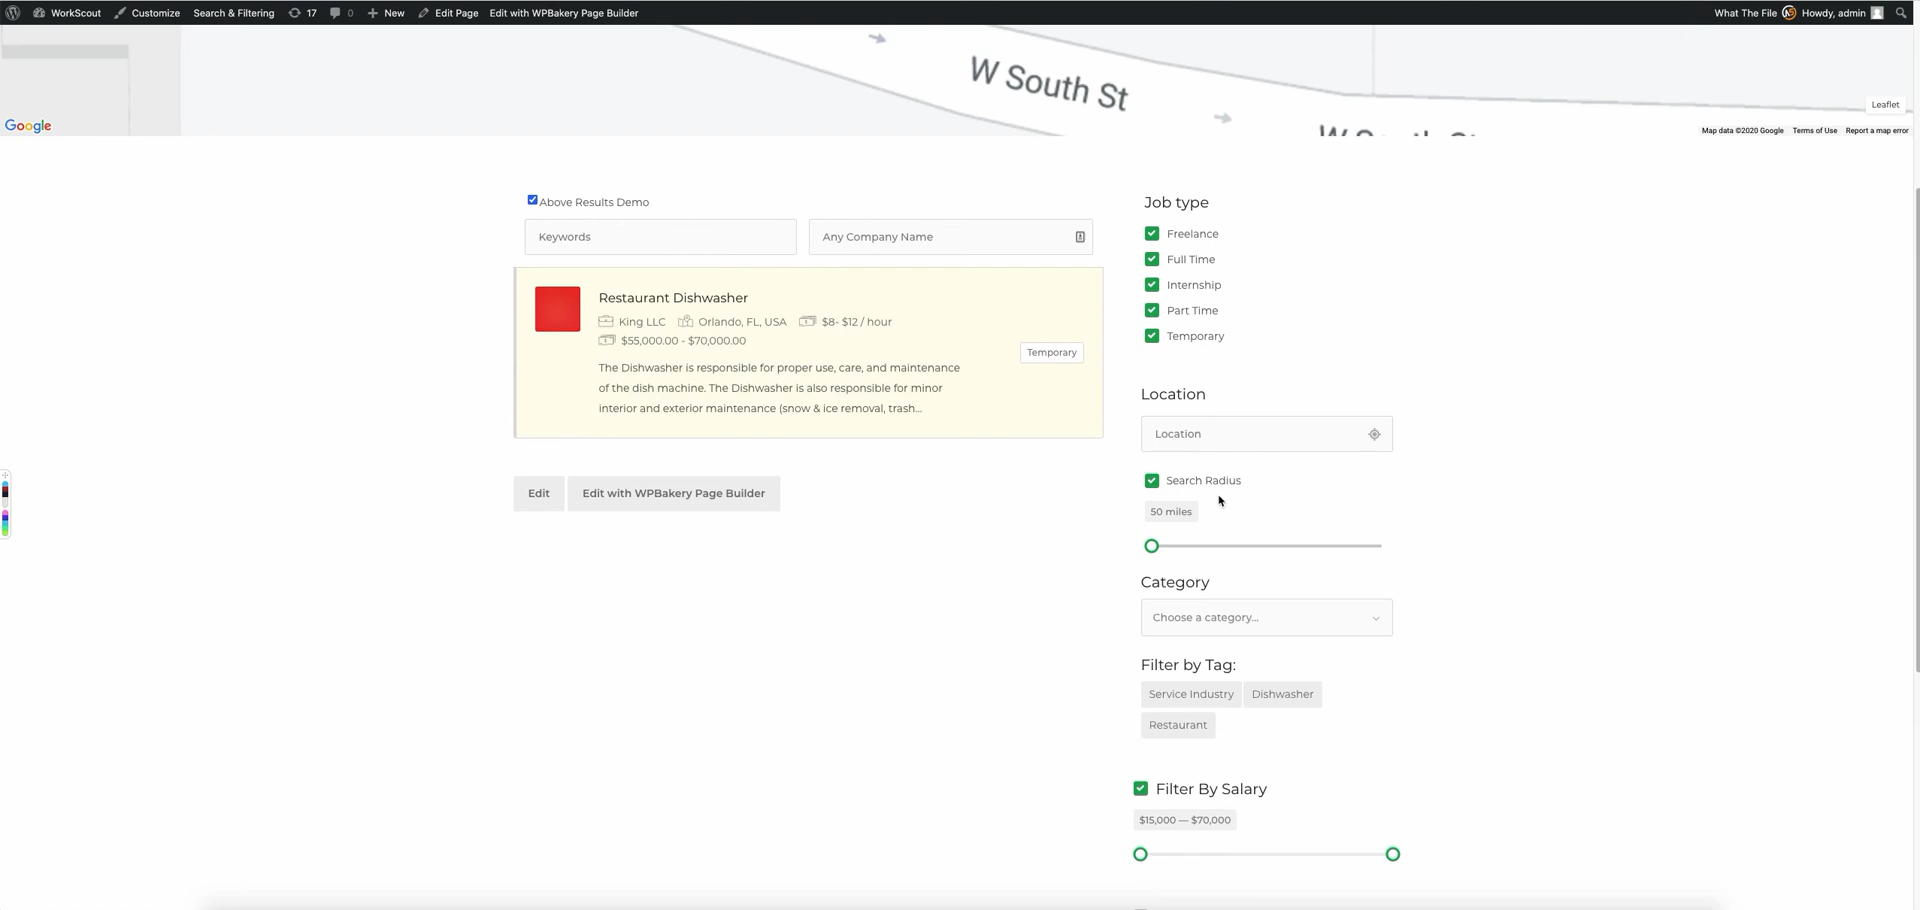 WorkScout Customize Search & Filtering 17 0 New Edit Page Edit with WPBakery Page Builder What The File Howdy, admin
W South St
Leaflet
Google
Map data ©2020 Google Terms of Use Report a map error
Above Results Demo
Keywords
Any Company Name
Restaurant Dishwasher
King LLC Orlando, FL, USA $8- $12 / hour
$55,000.00 - $70,000.00
Temporary
The Dishwasher is responsible for proper use, care, and maintenance
of the dish machine. The Dishwasher is also responsible for minor
interior and exterior maintenance (snow & ice removal, trash...
Edit
Edit with WPBakery Page Builder
Job type
Freelance
Full Time
Internship
Part Time
Temporary
Location
Location
Search Radius
50 miles
Category
Choose a category...
Filter by Tag:
Service Industry Dishwasher
Restaurant
Filter By Salary
$15,000 — $70,000